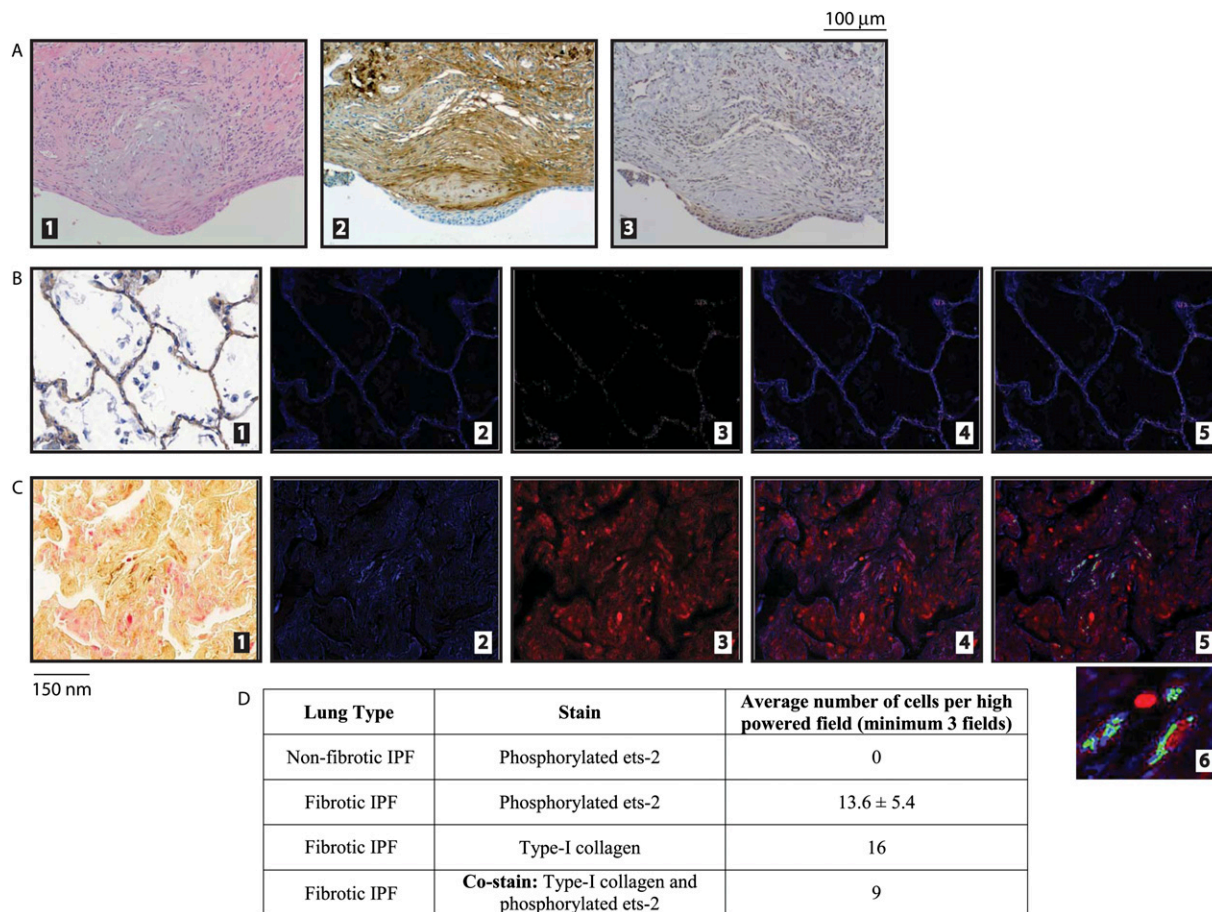 100 μm
A
1
2
3
B
1
2
3
4
5
C
1
2
3
4
5
150 nm
6
D
Lung Type
Stain
Average number of cells per high
powered field (minimum 3 fields)
Non-fibrotic IPF
Phosphorylated ets-2
0
Fibrotic IPF
Phosphorylated ets-2
13.6 ± 5.4
Fibrotic IPF
Type-I collagen
16
Fibrotic IPF
Co-stain: Type-I collagen and
phosphorylated ets-2
9